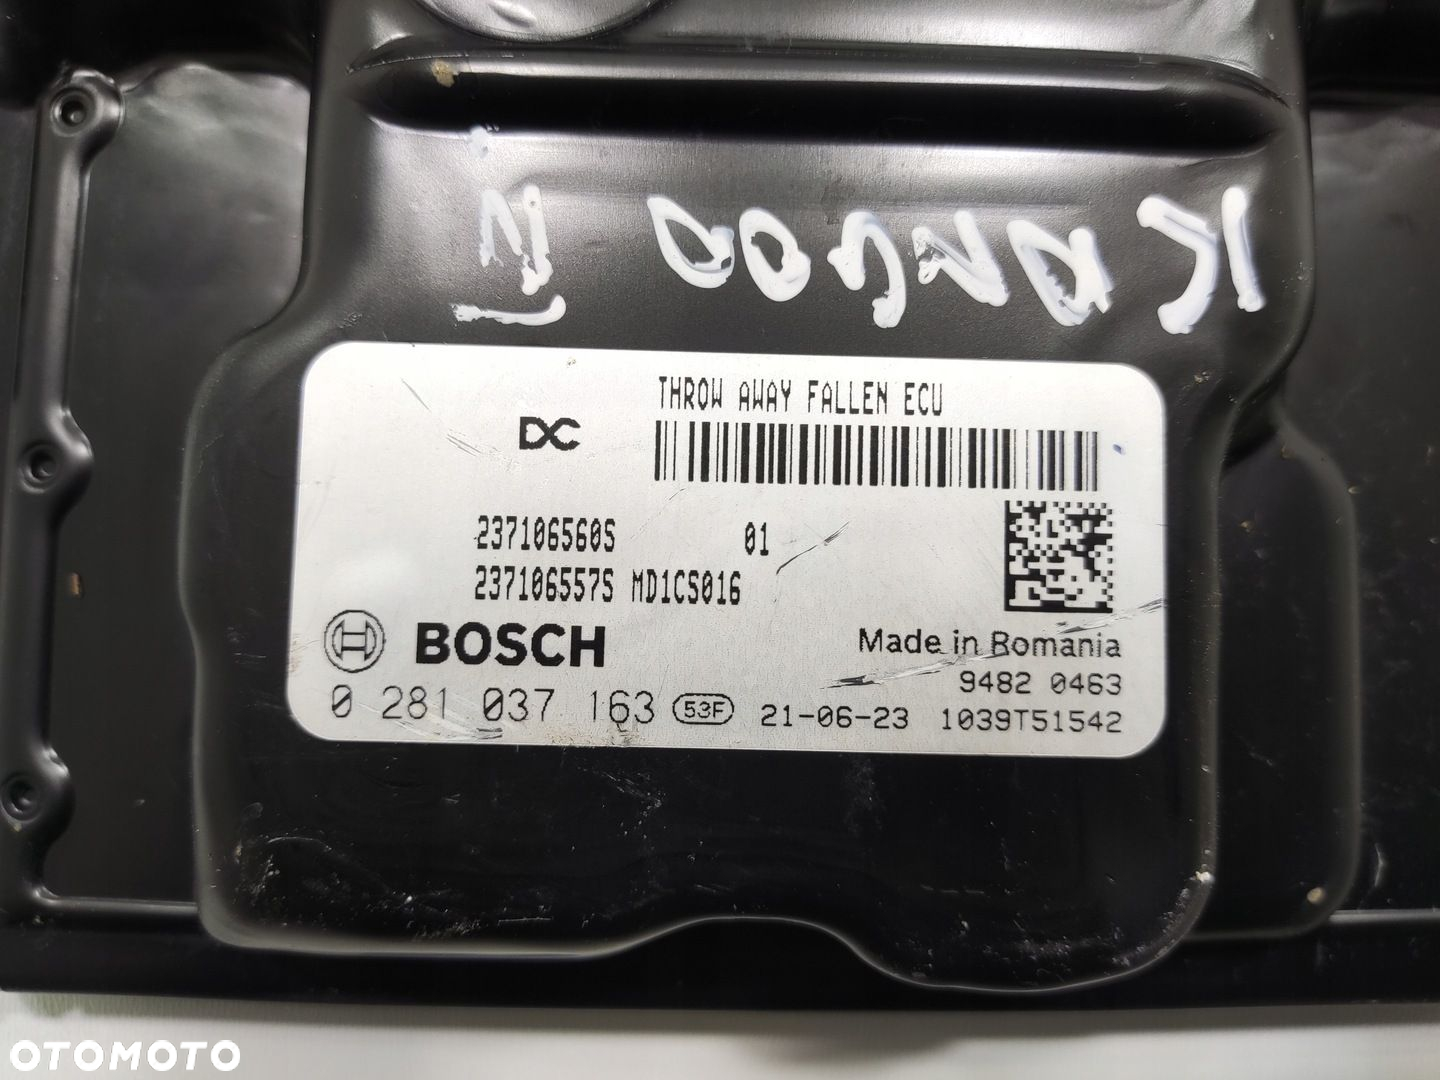 KANGOO
III
THROW AWAY FALLEN ECU
DC
237106560S 01
237106557S MD1CS016
BOSCH
Made in Romania
9482 0463
0 281 037 163 53F 21-06-23 1039T51542
OTOMOTO